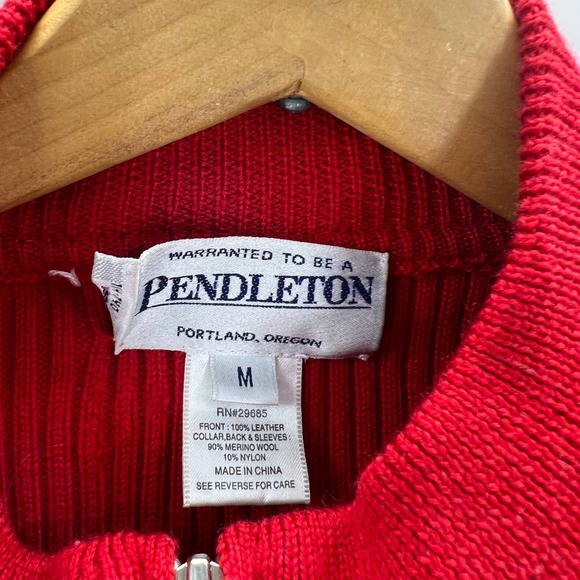 WARRANTED TO BE A
PENDLETON
PORTLAND, OREGON
M
RN#29685
FRONT : 100% LEATHER
COLLAR,BACK & SLEEVES :
90% MERINO WOOL
10% NYLON
MADE IN CHINA
SEE REVERSE FOR CARE